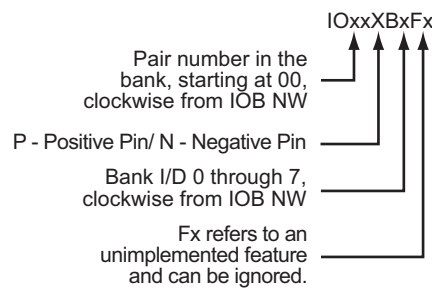 IOxxXBxFx
Pair number in the
bank, starting at 00,
clockwise from IOB NW
P - Positive Pin/ N - Negative Pin
Bank I/D 0 through 7,
clockwise from IOB NW
Fx refers to an
unimplemented feature
and can be ignored.